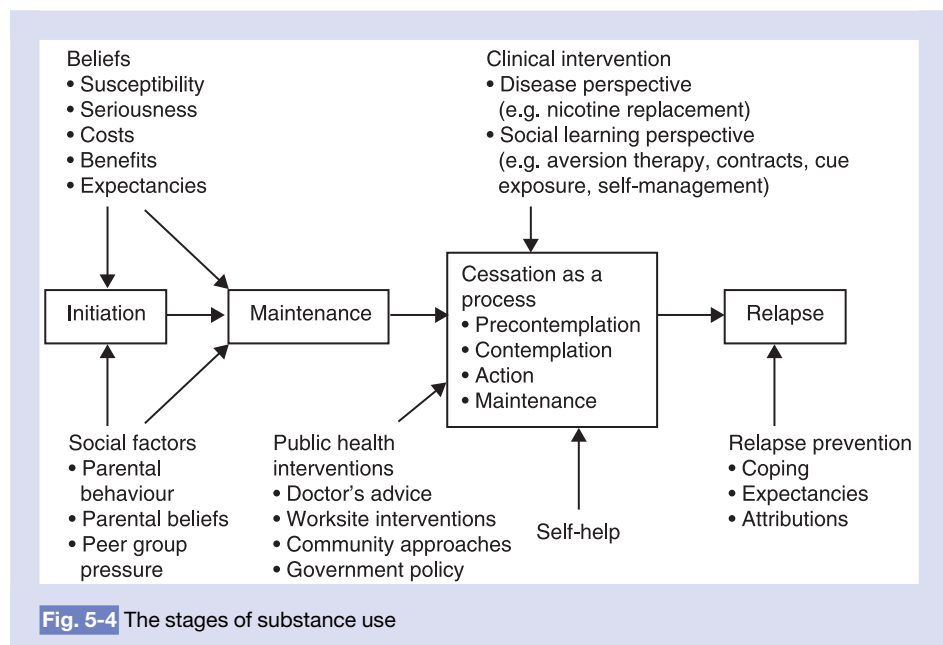 Beliefs
• Susceptibility
• Seriousness
• Costs
• Benefits
• Expectancies
Clinical intervention
• Disease perspective
(e.g. nicotine replacement)
• Social learning perspective
(e.g. aversion therapy, contracts, cue
exposure, self-management)
Initiation
Maintenance
Cessation as a
process
• Precontemplation
• Contemplation
• Action
• Maintenance
Relapse
Social factors
• Parental
behaviour
• Parental beliefs
• Peer group
pressure
Public health
interventions
• Doctor's advice
• Worksite interventions
• Community approaches
• Government policy
Self-help
Relapse prevention
• Coping
• Expectancies
• Attributions
Fig. 5-4 The stages of substance use